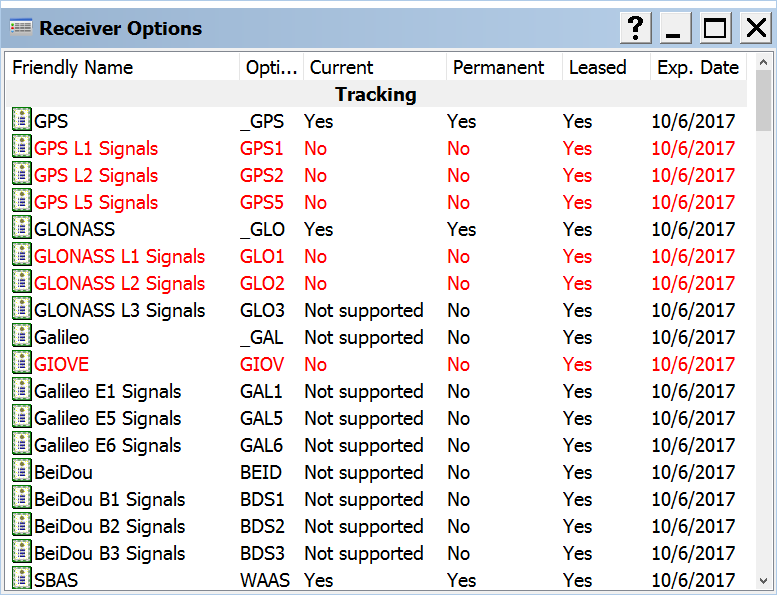 Receiver Options ?
Friendly Name Opti... Current Permanent Leased Exp. Date
Tracking
GPS _GPS Yes Yes Yes 10/6/2017
GPS L1 Signals GPS1 No No Yes 10/6/2017
GPS L2 Signals GPS2 No No Yes 10/6/2017
GPS L5 Signals GPS5 No No Yes 10/6/2017
GLONASS _GLO Yes Yes Yes 10/6/2017
GLONASS L1 Signals GLO1 No No Yes 10/6/2017
GLONASS L2 Signals GLO2 No No Yes 10/6/2017
GLONASS L3 Signals GLO3 Not supported No Yes 10/6/2017
Galileo _GAL Not supported No Yes 10/6/2017
GIOVE GIOV No No Yes 10/6/2017
Galileo E1 Signals GAL1 Not supported No Yes 10/6/2017
Galileo E5 Signals GAL5 Not supported No Yes 10/6/2017
Galileo E6 Signals GAL6 Not supported No Yes 10/6/2017
BeiDou BEID Not supported No Yes 10/6/2017
BeiDou B1 Signals BDS1 Not supported No Yes 10/6/2017
BeiDou B2 Signals BDS2 Not supported No Yes 10/6/2017
BeiDou B3 Signals BDS3 Not supported No Yes 10/6/2017
SBAS WAAS Yes Yes Yes 10/6/2017